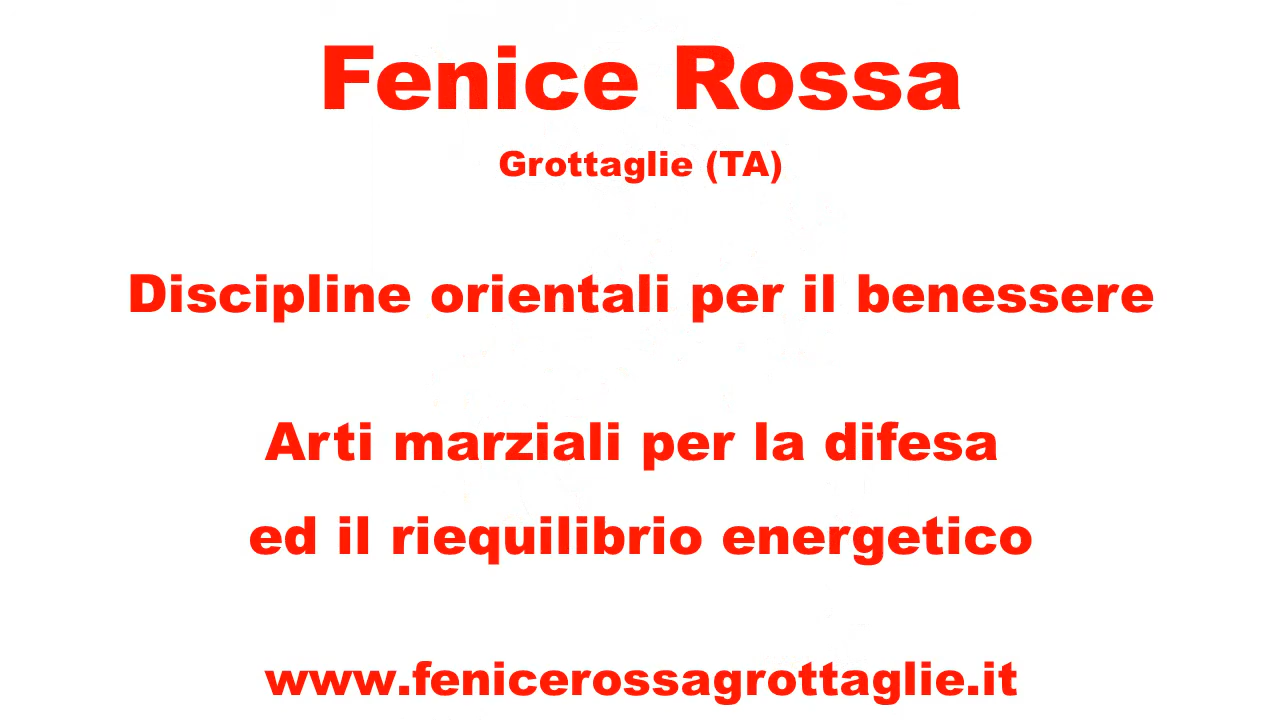 Fenice Rossa
Grottaglie (TA)
Discipline orientali per il benessere
Arti marziali per la difesa
ed il riequilibrio energetico
www.fenicerossagrottaglie.it